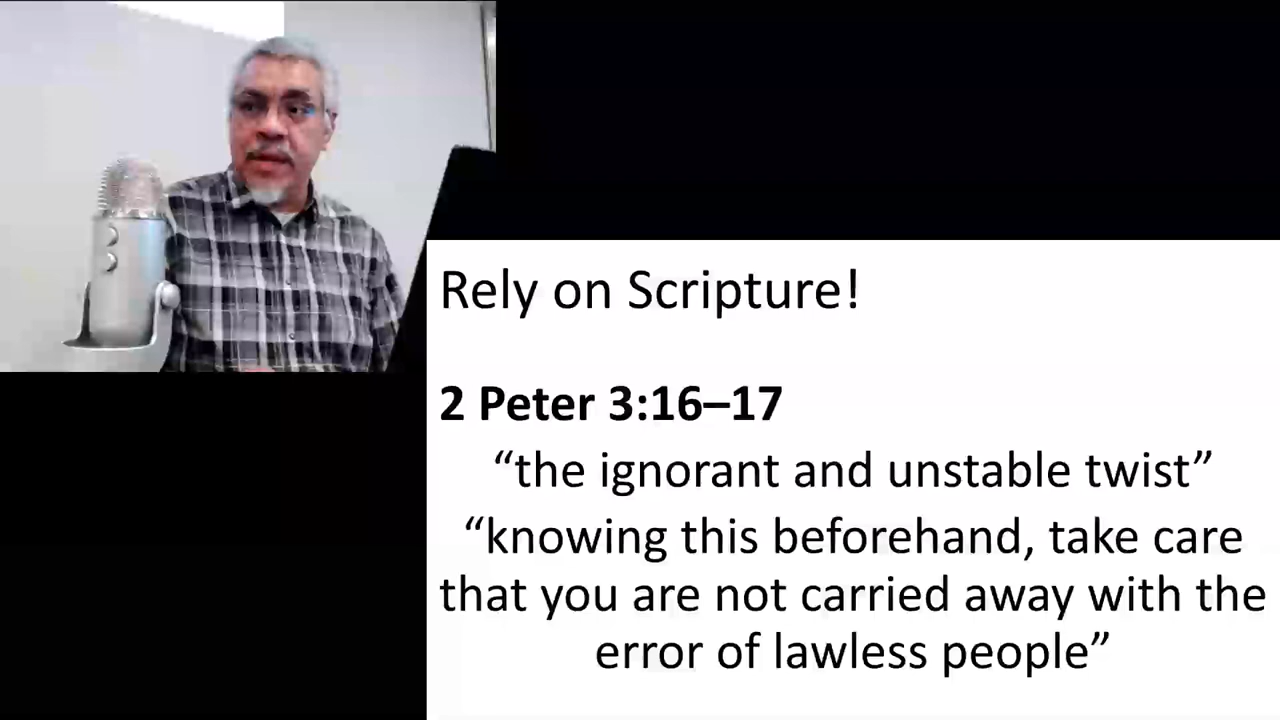 Rely on Scripture!
2 Peter 3:16–17
“the ignorant and unstable twist”
“knowing this beforehand, take care
that you are not carried away with the
error of lawless people”